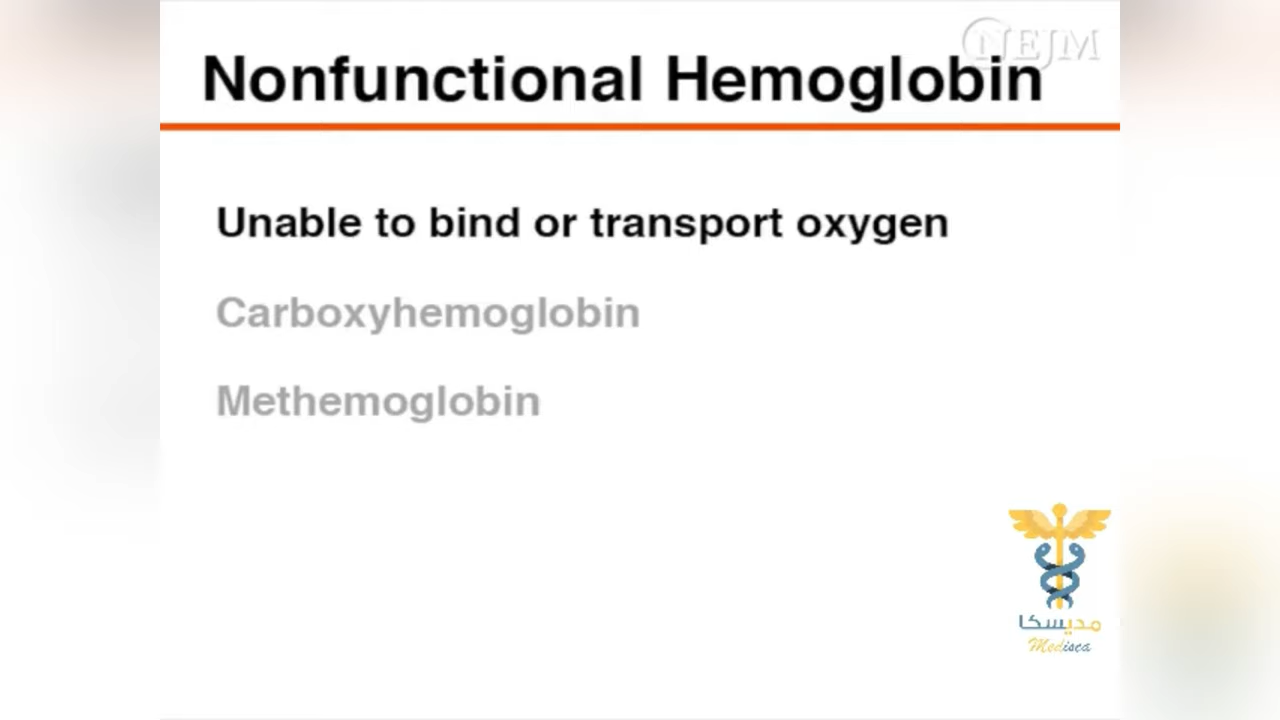 NEJM
Nonfunctional Hemoglobin
Unable to bind or transport oxygen
Carboxyhemoglobin
Methemoglobin
مديسكا
Medisca